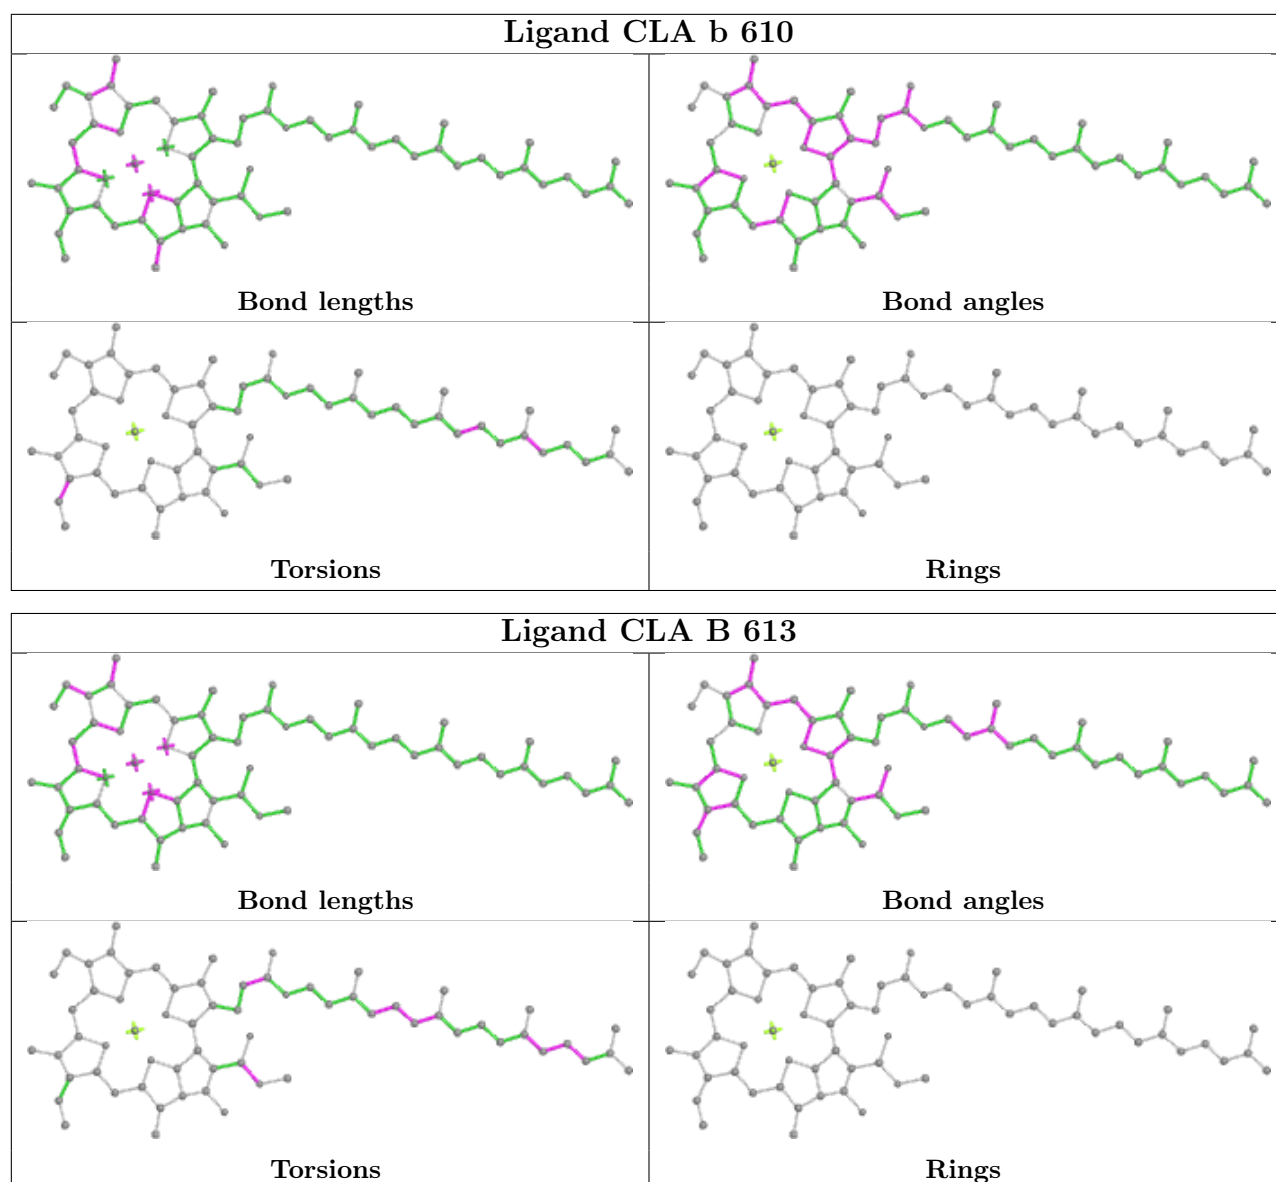 Ligand CLA b 610
Bond lengths
Bond angles
Torsions
Rings
Ligand CLA B 613
Bond lengths
Bond angles
Torsions
Rings